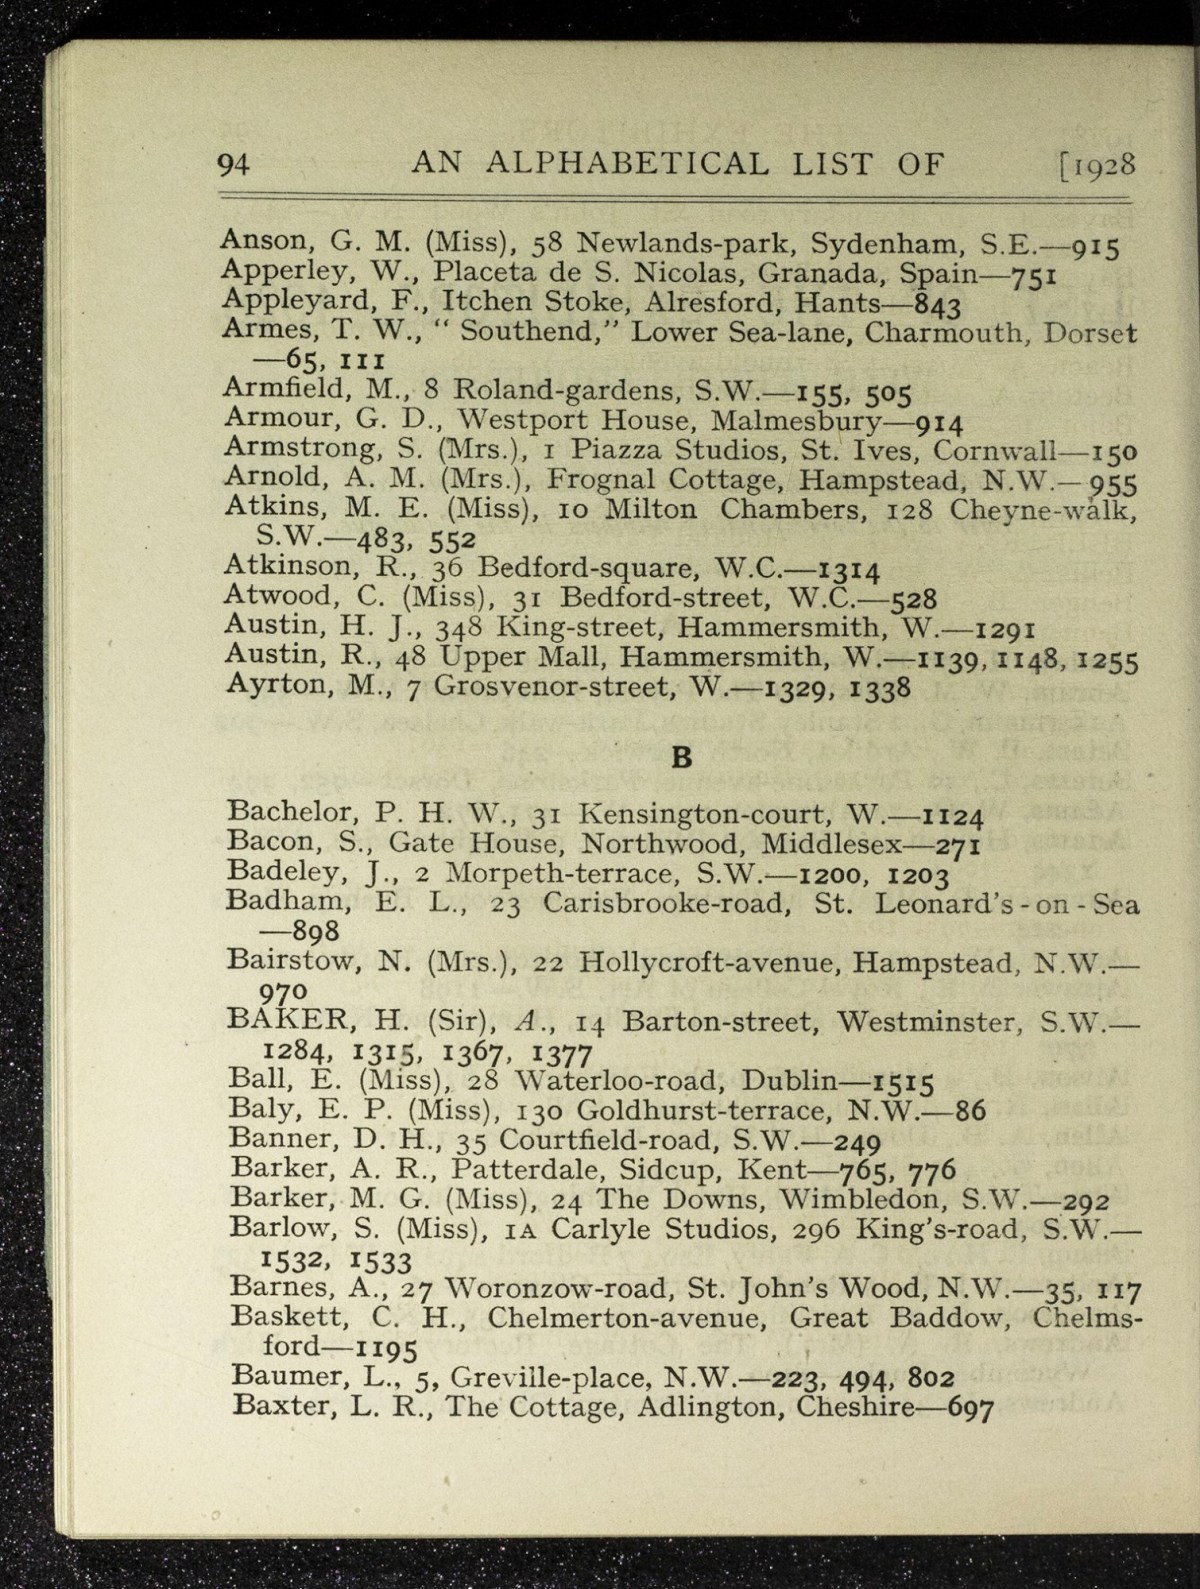 94 AN ALPHABETICAL LIST OF [1928
Anson, G. M. (Miss), 58 Newlands-park, Sydenham, S.E.—915
Apperley, W., Placeta de S. Nicolas, Granada, Spain—751
Appleyard, F., Itchen Stoke, Alresford, Hants—843
Armes, T. W., “ Southend,” Lower Sea-lane, Charmouth, Dorset
—65, 111
Armfield, M., 8 Roland-gardens, S.W.—155, 505
Armour, G. D., Westport House, Malmesbury—914
Armstrong, S. (Mrs.), 1 Piazza Studios, St. Ives, Cornwall—150
Arnold, A. M. (Mrs.), Frognal Cottage, Hampstead, N.W.—955
Atkins, M. E. (Miss), 10 Milton Chambers, 128 Cheyne-walk,
S.W.—483, 552
Atkinson, R., 36 Bedford-square, W.C.—1314
Atwood, C. (Miss), 31 Bedford-street, W.C.—528
Austin, H. J., 348 King-street, Hammersmith, W.—1291
Austin, R., 48 Upper Mall, Hammersmith, W.—1139, 1148, 1255
Ayrton, M., 7 Grosvenor-street, W.—1329, 1338
B
Bachelor, P. H. W., 31 Kensington-court, W.—1124
Bacon, S., Gate House, Northwood, Middlesex—271
Badeley, J., 2 Morpeth-terrace, S.W.—1200, 1203
Badham, E. L., 23 Carisbrooke-road, St. Leonard’s - on - Sea
—898
Bairstow, N. (Mrs.), 22 Hollycroft-avenue, Hampstead, N.W.—
970
BAKER, H. (Sir), A., 14 Barton-street, Westminster, S.W.—
1284, 1315, 1367, 1377
Ball, E. (Miss), 28 Waterloo-road, Dublin—1515
Baly, E. P. (Miss), 130 Goldhurst-terrace, N.W.—86
Banner, D. H., 35 Courtfield-road, S.W.—249
Barker, A. R., Patterdale, Sidcup, Kent—765, 776
Barker, M. G. (Miss), 24 The Downs, Wimbledon, S.W.—292
Barlow, S. (Miss), 1A Carlyle Studios, 296 King’s-road, S.W.—
1532, 1533
Barnes, A., 27 Woronzow-road, St. John’s Wood, N.W.—35, 117
Baskett, C. H., Chelmerton-avenue, Great Baddow, Chelms-
ford—1195
Baumer, L., 5, Greville-place, N.W.—223, 494, 802
Baxter, L. R., The Cottage, Adlington, Cheshire—697